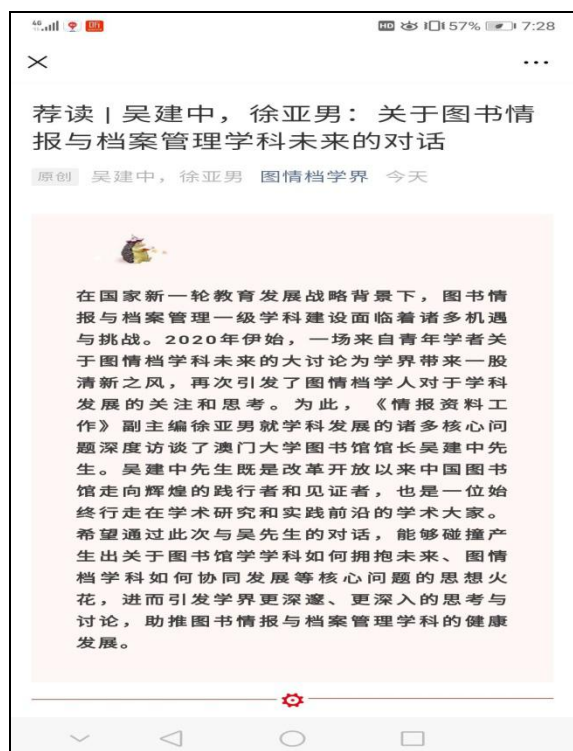 46
HD 57% 7:28
荐读 | 吴建中，徐亚男：关于图书情
报与档案管理学科未来的对话
原创 吴建中，徐亚男 图情档学界 今天
在国家新一轮教育发展战略背景下，图书情
报与档案管理一级学科建设面临着诸多机遇
与挑战。2020年伊始，一场来自青年学者关
于图情档学科未来的大讨论为学界带来一股
清新之风，再次引发了图情档学人对于学科
发展的关注和思考。为此，《情报资料工
作》副主编徐亚男就学科发展的诸多核心问
题深度访谈了澳门大学图书馆馆长吴建中先
生。吴建中先生既是改革开放以来中国图书
馆走向辉煌的践行者和见证者，也是一位始
终行走在学术研究和实践前沿的学术大家。
希望通过此次与吴先生的对话，能够碰撞产
生出关于图书馆学学科如何拥抱未来、图情
档学科如何协同发展等核心问题的思想火
花，进而引发学界更深邃、更深入的思考与
讨论，助推图书情报与档案管理学科的健康
发展。